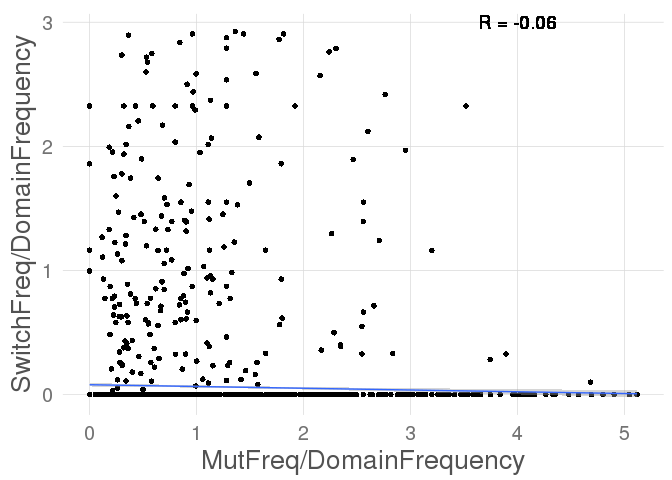 R = -0.06
3
2
1
0
0 1 2 3 4 5
MutFreq/DomainFrequency
SwitchFreq/DomainFrequency